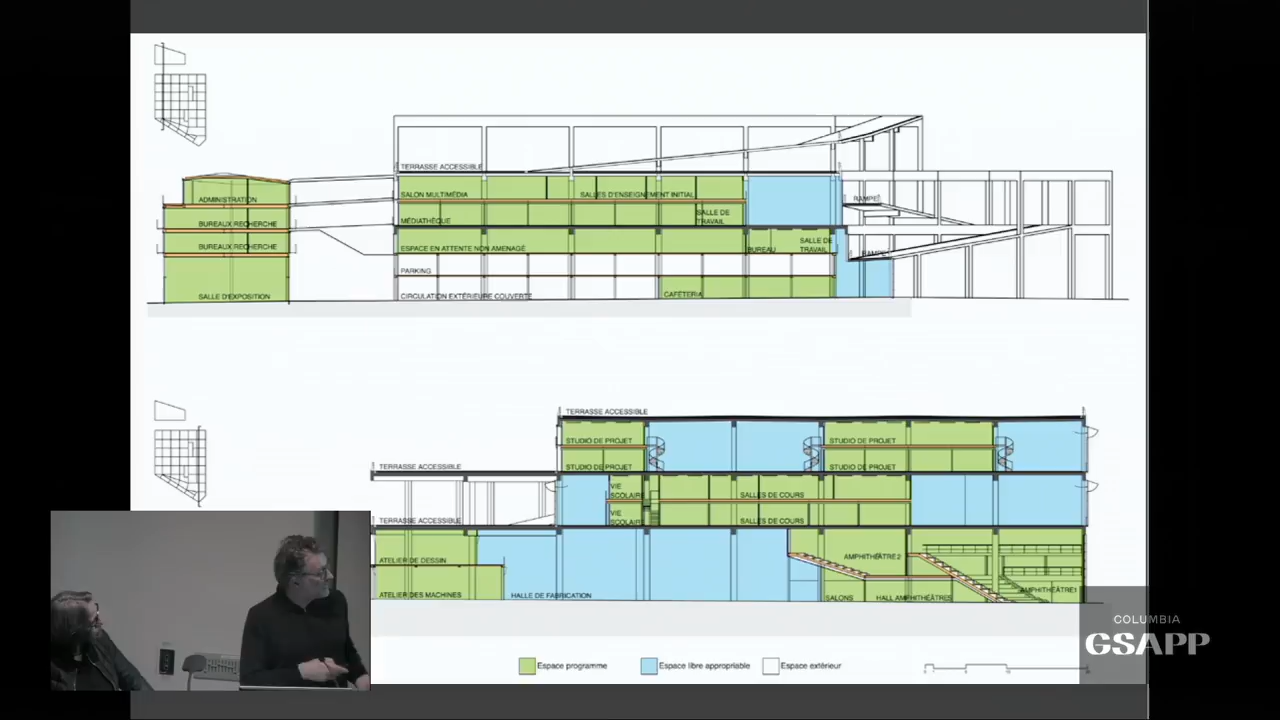 TERRASSE ACCESSIBLE
SALON MULTIMÉDIA
SALLES D'ENSEIGNEMENT INITIAL
ADMINISTRATION
RAMPE
MÉDIATHÈQUE
SALLE DE
TRAVAIL
BUREAUX RECHERCHE
BUREAUX RECHERCHE
ESPACE EN ATTENTE NON AMENAGÉ
BUREAU
SALLE DE
TRAVAIL
RAMPE
PARKING
SALLE D'EXPOSITION
CIRCULATION EXTÉRIEURE COUVERTE
CAFÉTERIA
TERRASSE ACCESSIBLE
STUDIO DE PROJET
STUDIO DE PROJET
TERRASSE ACCESSIBLE
STUDIO DE PROJET
STUDIO DE PROJET
VIE
SCOLAIRE
SALLES DE COURS
TERRASSE ACCESSIBLE
VIE
SCOLAIRE
SALLES DE COURS
ATELIER DE DESSIN
AMPHITHÉATRE 2
ATELIER DES MACHINES
HALLE DE FABRICATION
SALONS
HALL AMPHITHÉÂTRES
AMPHITHÉÂTRE1
Espace programme
Espace libre appropriable
Espace extérieur
COLUMBIA
GSAPP